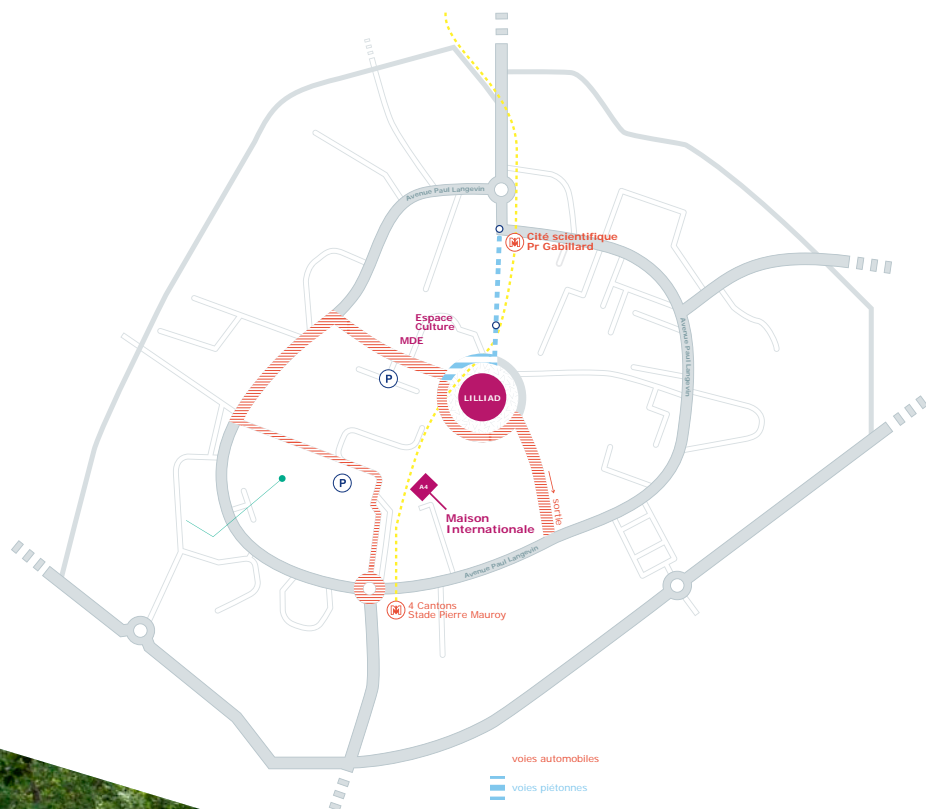 Avenue Paul Langevin
Cité scientifique
Pr Gabillard
Espace
Culture
MDE
Avenue Paul Langevin
P
LILLIAD
P
A4
sortie
Maison
Internationale
Avenue Paul Langevin
4 Cantons
Stade Pierre Mauroy
voies automobiles
voies piétonnes